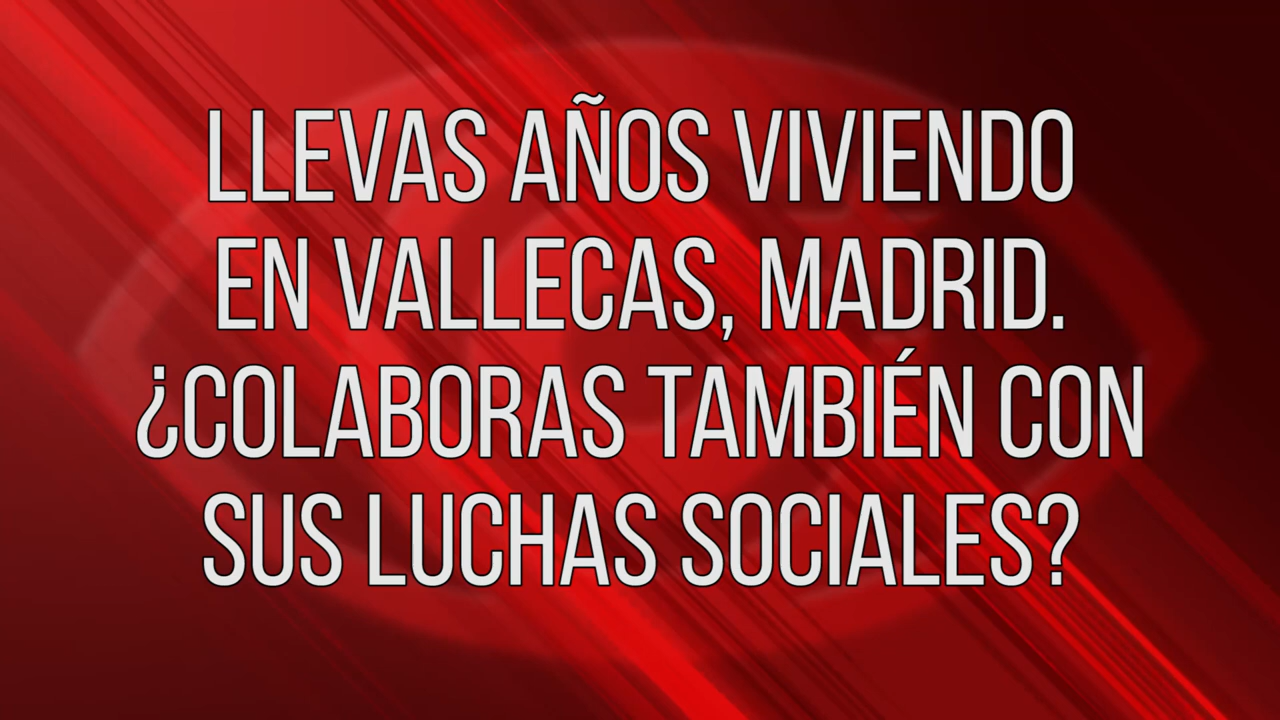 LLEVAS AÑOS VIVIENDO
EN VALLECAS, MADRID.
¿COLABORAS TAMBIÉN CON
SUS LUCHAS SOCIALES?